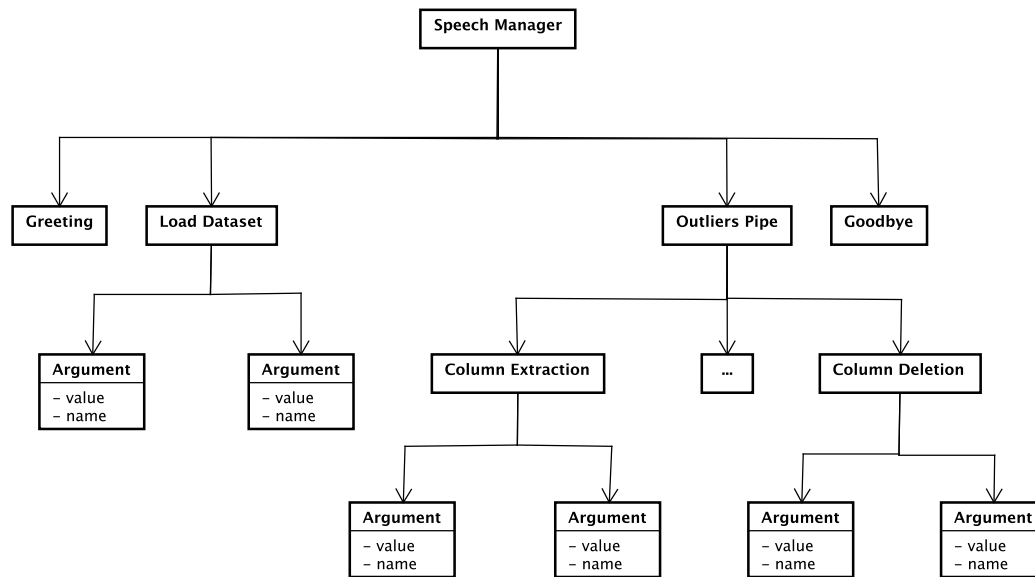 Speech Manager
Greeting
Load Dataset
Outliers Pipe
Goodbye
Argument
– value
– name
Argument
– value
– name
Column Extraction
...
Column Deletion
Argument
– value
– name
Argument
– value
– name
Argument
– value
– name
Argument
– value
– name